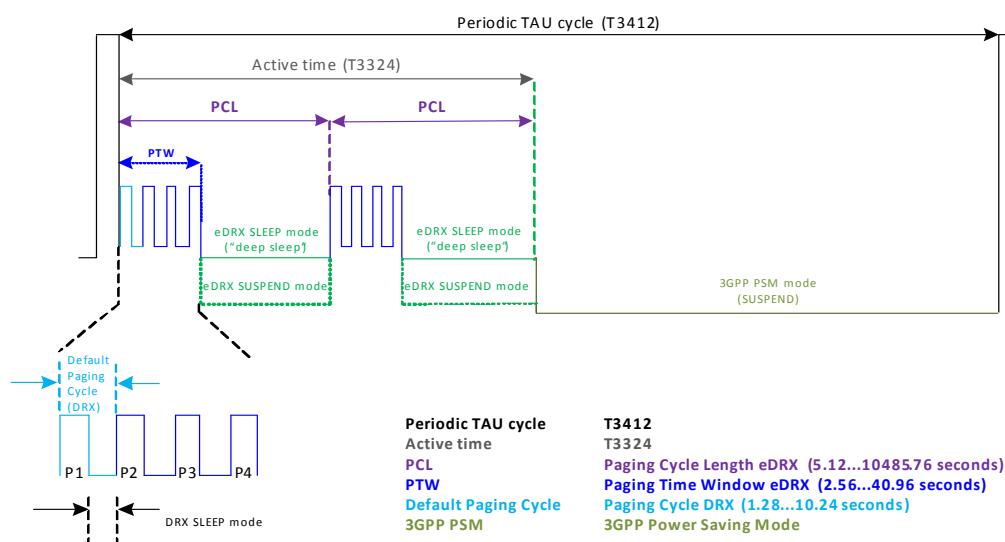 Periodic TAU cycle (T3412)
Active time (T3324)
PCL
PCL
PTW
eDRX SLEEP mode
("deep sleep")
eDRX SLEEP mode
("deep sleep")
eDRX SUSPEND mode
eDRX SUSPEND mode
3GPP PSM mode
(SUSPEND)
Default
Paging
Cycle
(DRX)
P1 P2 P3 P4
DRX SLEEP mode
Periodic TAU cycle T3412
Active time T3324
PCL Paging Cycle Length eDRX (5.12...10485.76 seconds)
PTW Paging Time Window eDRX (2.56...40.96 seconds)
Default Paging Cycle Paging Cycle DRX (1.28...10.24 seconds)
3GPP PSM 3GPP Power Saving Mode